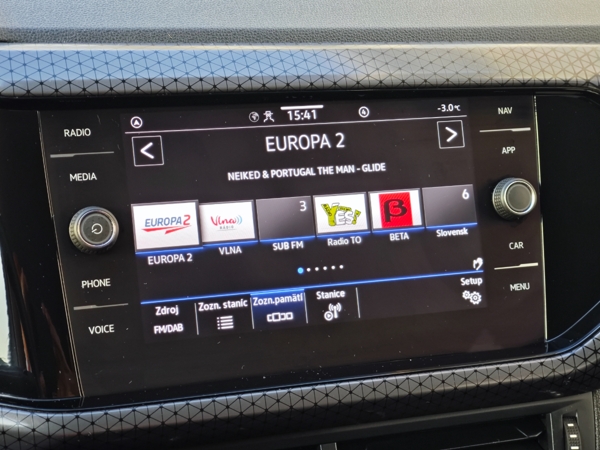 RADIO
MEDIA
PHONE
VOICE
NAV
APP
CAR
MENU
15:41
-3.0°C
EUROPA 2
NEIKED & PORTUGAL THE MAN - GLIDE
EUROPA 2
Vlna
RADIO
3
YES!
β
6
EUROPA 2
VLNA
SUB FM
Radio TO
BETA
Slovensk
Zdroj
FM/DAB
Zozn. staníc
Zozn.pamätí
Stanice
Setup